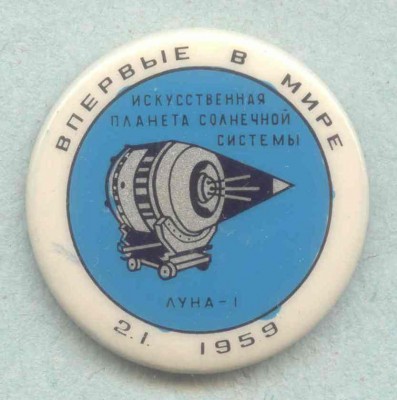 ВПЕРВЫЕ В МИРЕ
ИСКУССТВЕННАЯ
ПЛАНЕТА СОЛНЕЧНОЙ
СИСТЕМЫ
ЛУНА-1
2.I. 1959